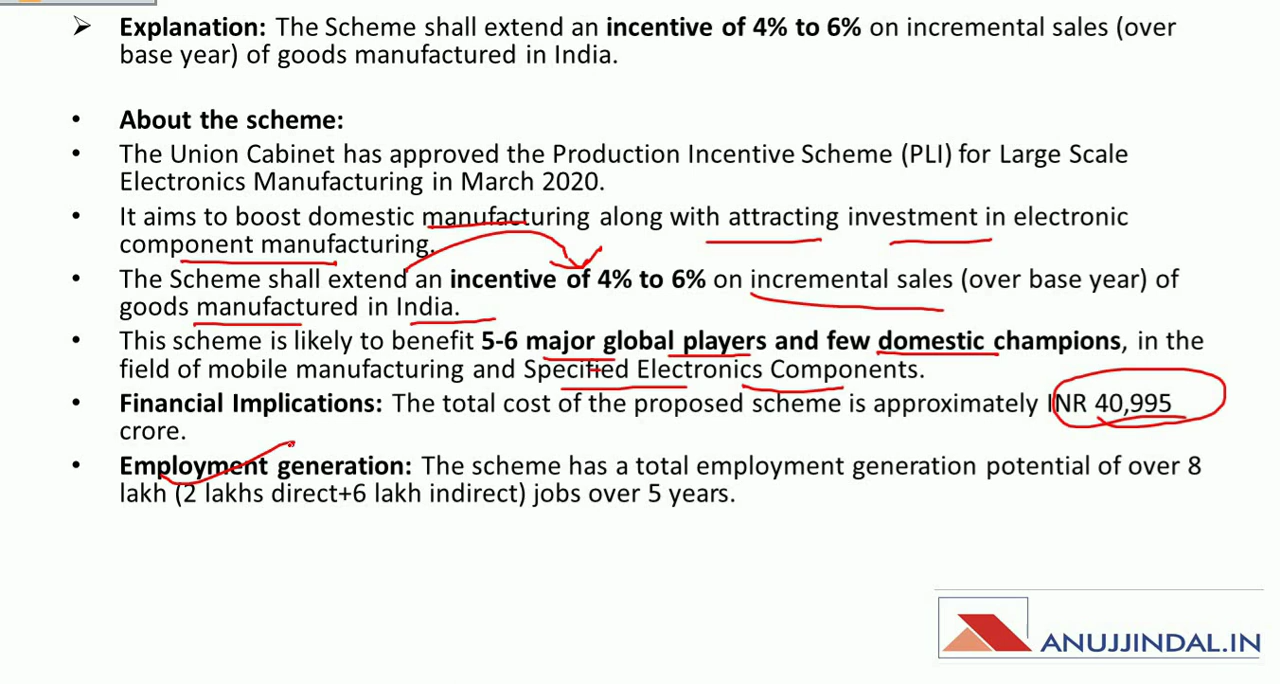 ➢ Explanation: The Scheme shall extend an incentive of 4% to 6% on incremental sales (over
base year) of goods manufactured in India.
• About the scheme:
• The Union Cabinet has approved the Production Incentive Scheme (PLI) for Large Scale
Electronics Manufacturing in March 2020.
• It aims to boost domestic manufacturing along with attracting investment in electronic
component manufacturing.
• The Scheme shall extend an incentive of 4% to 6% on incremental sales (over base year) of
goods manufactured in India.
• This scheme is likely to benefit 5-6 major global players and few domestic champions, in the
field of mobile manufacturing and Specified Electronics Components.
• Financial Implications: The total cost of the proposed scheme is approximately INR 40,995
crore.
• Employment generation: The scheme has a total employment generation potential of over 8
lakh (2 lakhs direct+6 lakh indirect) jobs over 5 years.
ANUJJINDAL.IN